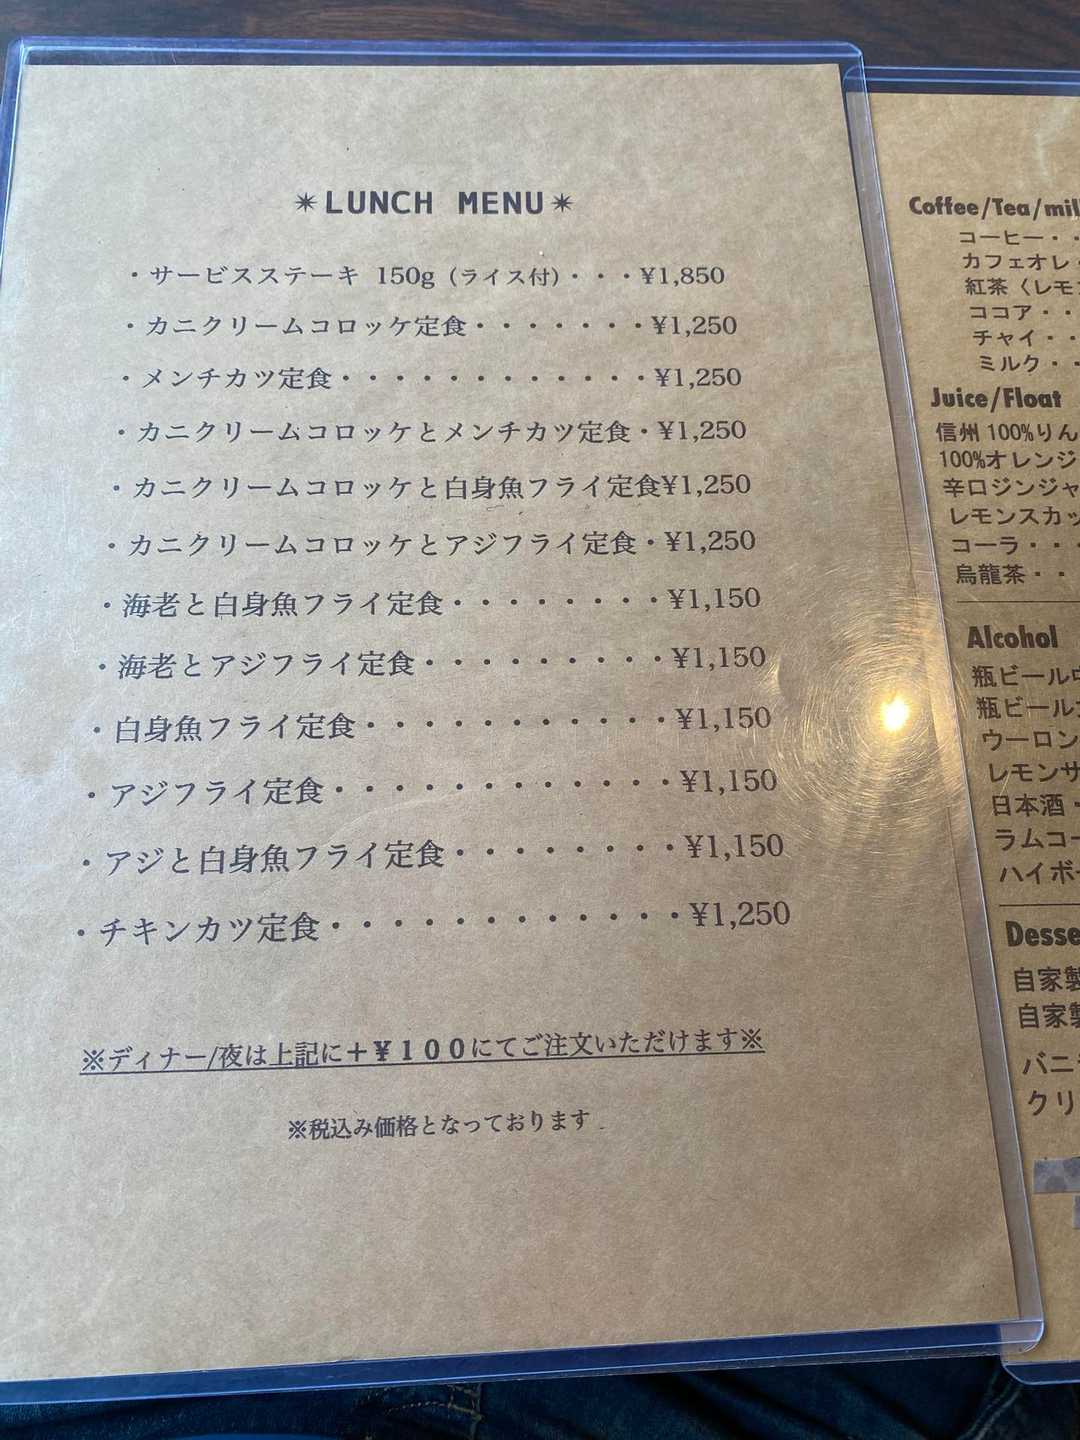 ✴LUNCH MENU✴
・サービスステーキ 150g（ライス付）・・・¥1,850
・カニクリームコロッケ定食・・・・・・・¥1,250
・メンチカツ定食・・・・・・・・・・・・¥1,250
・カニクリームコロッケとメンチカツ定食・¥1,250
・カニクリームコロッケと白身魚フライ定食¥1,250
・カニクリームコロッケとアジフライ定食・¥1,250
・海老と白身魚フライ定食・・・・・・・・¥1,150
・海老とアジフライ定食・・・・・・・・・¥1,150
・白身魚フライ定食・・・・・・・・・・・¥1,150
・アジフライ定食・・・・・・・・・・・・¥1,150
・アジと白身魚フライ定食・・・・・・・・¥1,150
・チキンカツ定食・・・・・・・・・・・・¥1,250
※ディナー/夜は上記に＋¥１００にてご注文いただけます※
※税込み価格となっております
Coffee/Tea/mil
コーヒー・・
カフェオレ・
紅茶〈レモン
ココア・・
チャイ・・
ミルク・・
Juice/Float
信州100%りん
100%オレンジ
辛口ジンジャ
レモンスカッ
コーラ・・・
烏龍茶・・
Alcohol
瓶ビール
瓶ビール
ウーロン
レモンサ
日本酒・
ラムコー
ハイボー
Desse
自家製
自家製
バニ
クリ